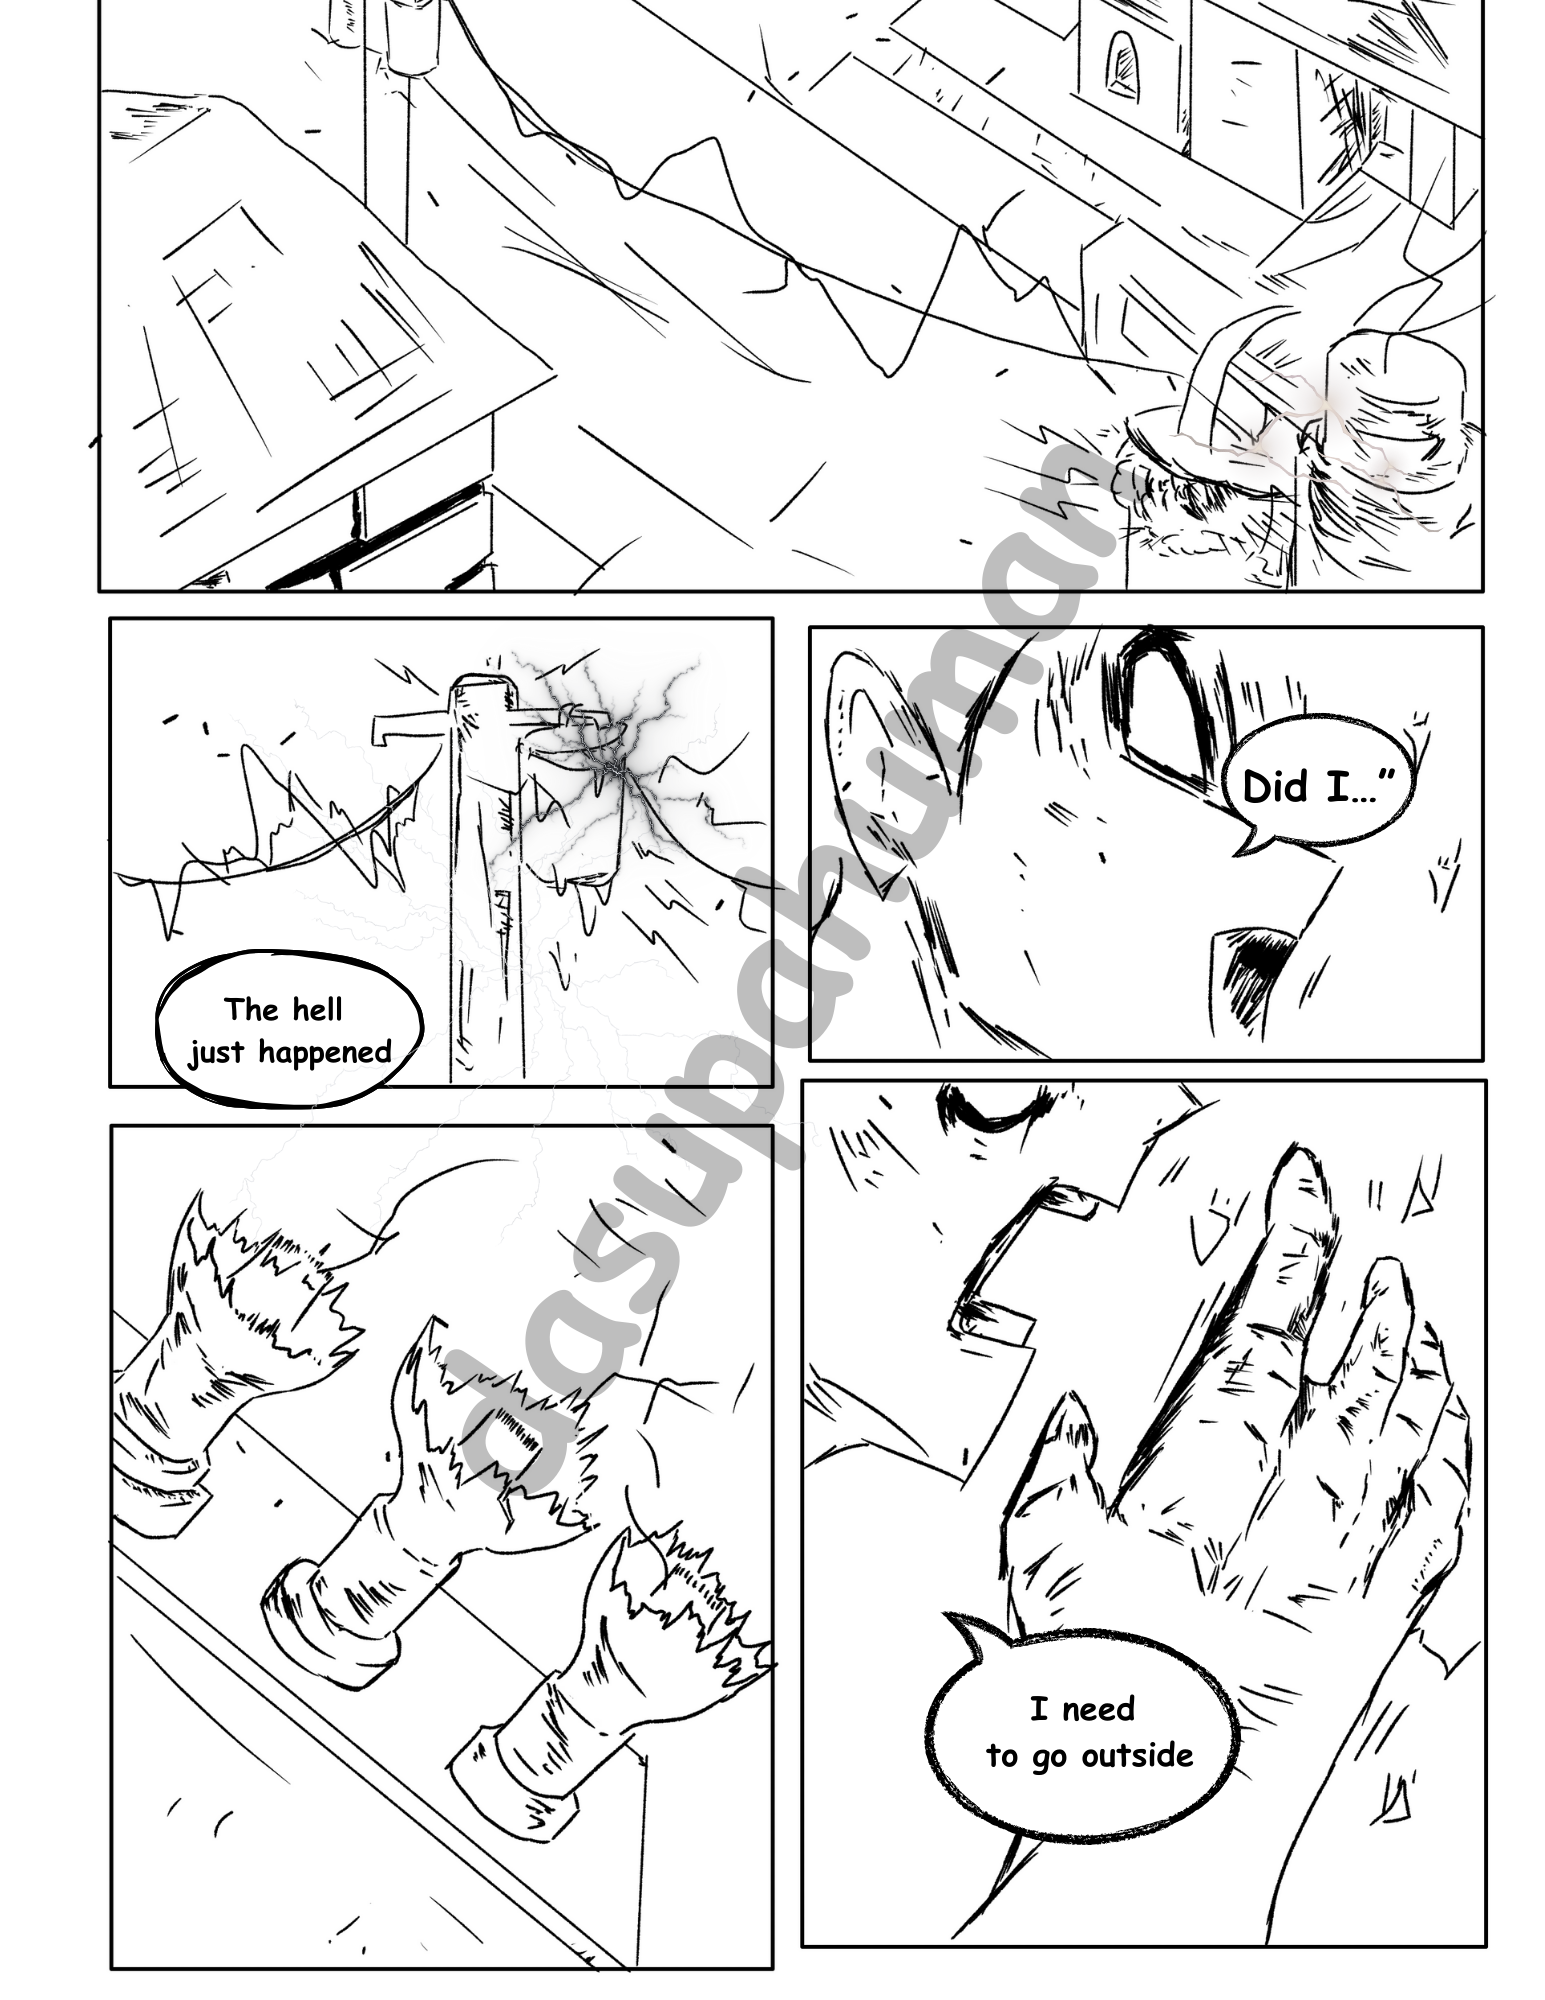 The hell
just happened
Did I..."
I need
to go outside
dasupahuman